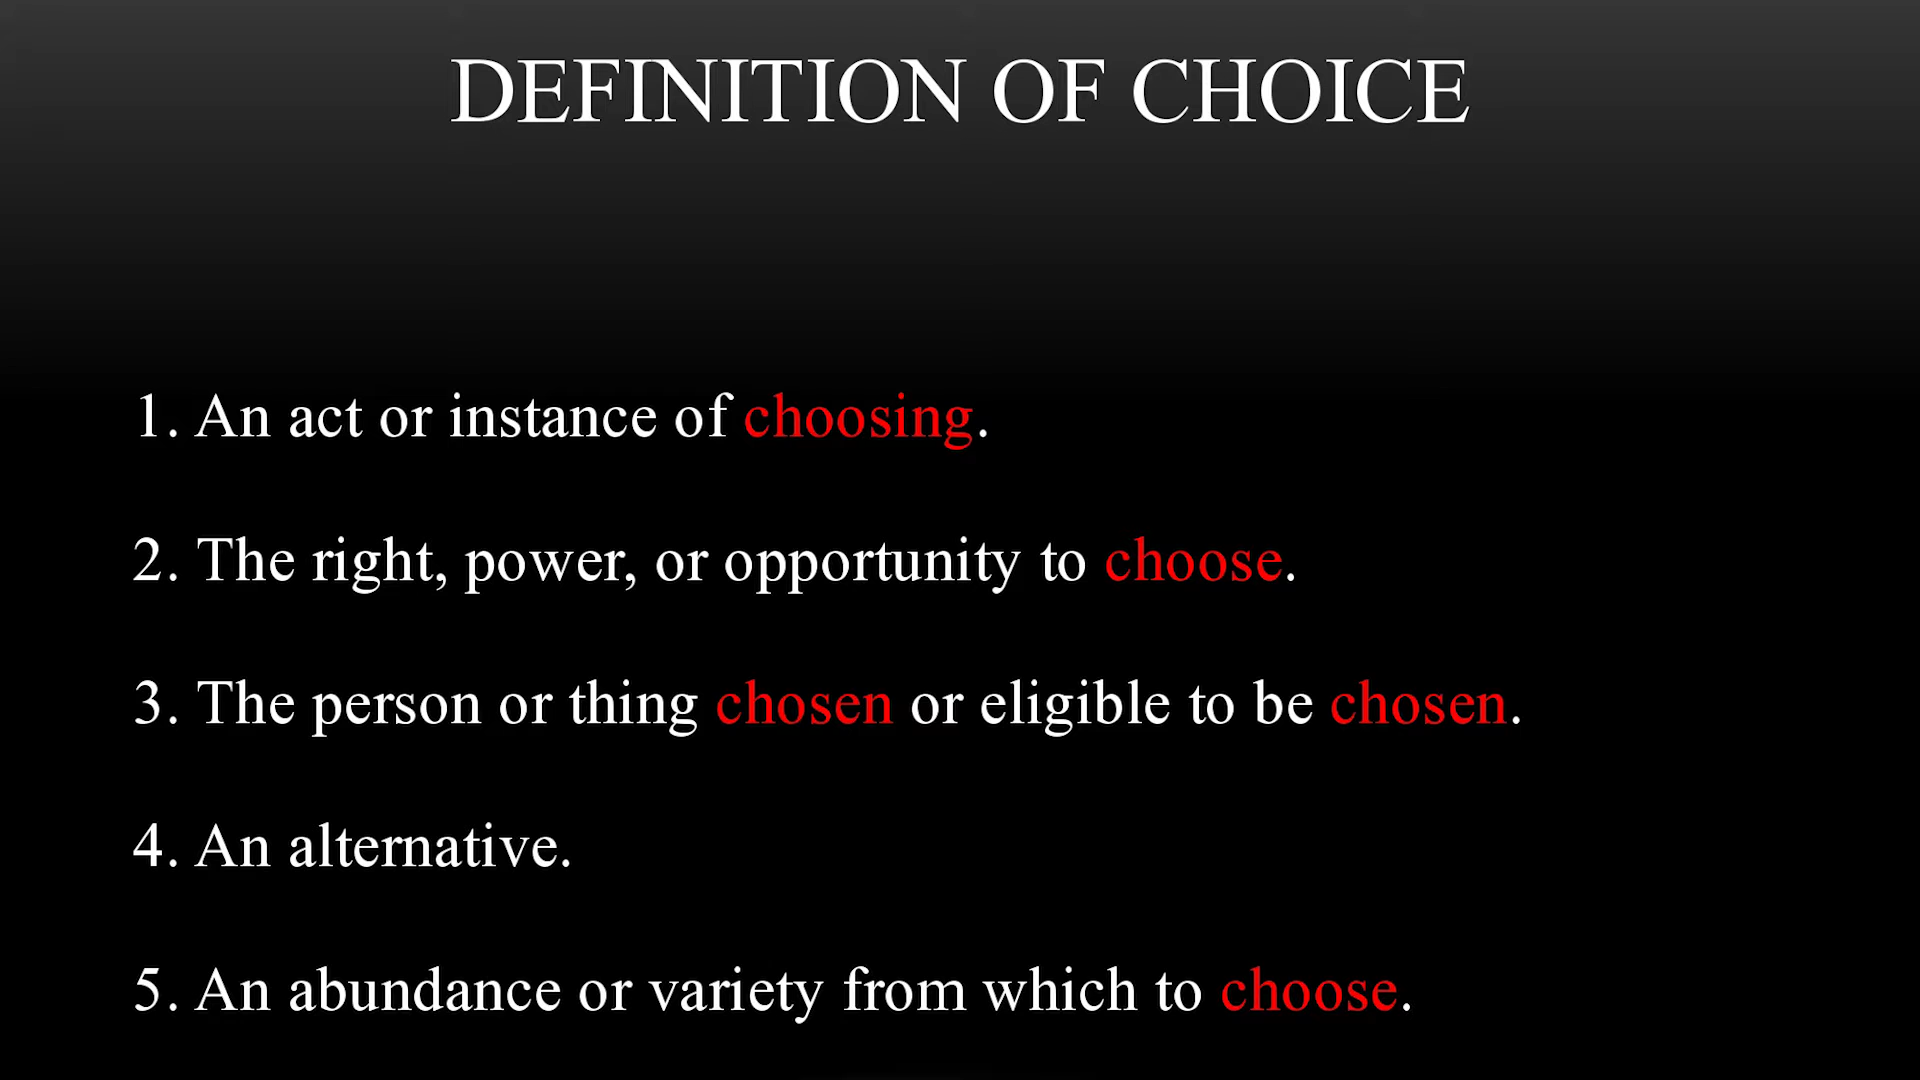 DEFINITION OF CHOICE
1. An act or instance of choosing.
2. The right, power, or opportunity to choose.
3. The person or thing chosen or eligible to be chosen.
4. An alternative.
5. An abundance or variety from which to choose.